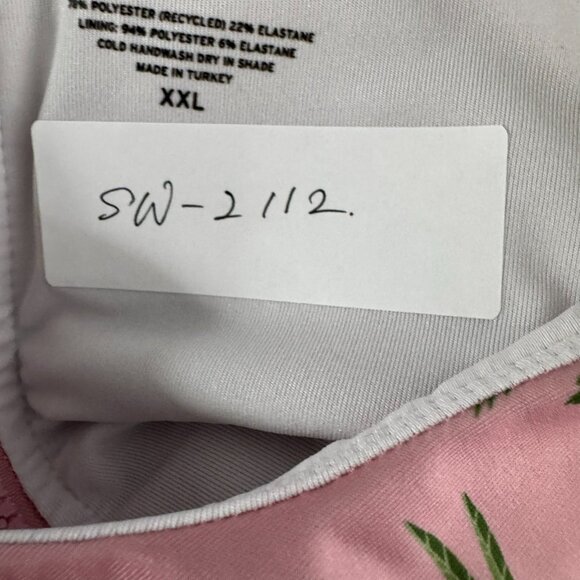 78% POLYESTER (RECYCLED) 22% ELASTANE
LINING: 94% POLYESTER 6% ELASTANE
COLD HANDWASH DRY IN SHADE
MADE IN TURKEY
XXL
SW-2112.